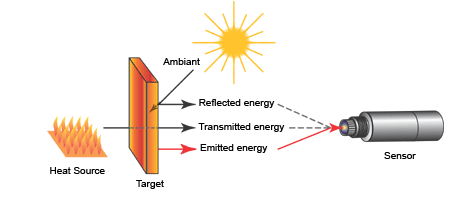 Ambiant
Reflected energy
Transmitted energy
Emitted energy
Sensor
Heat Source
Target